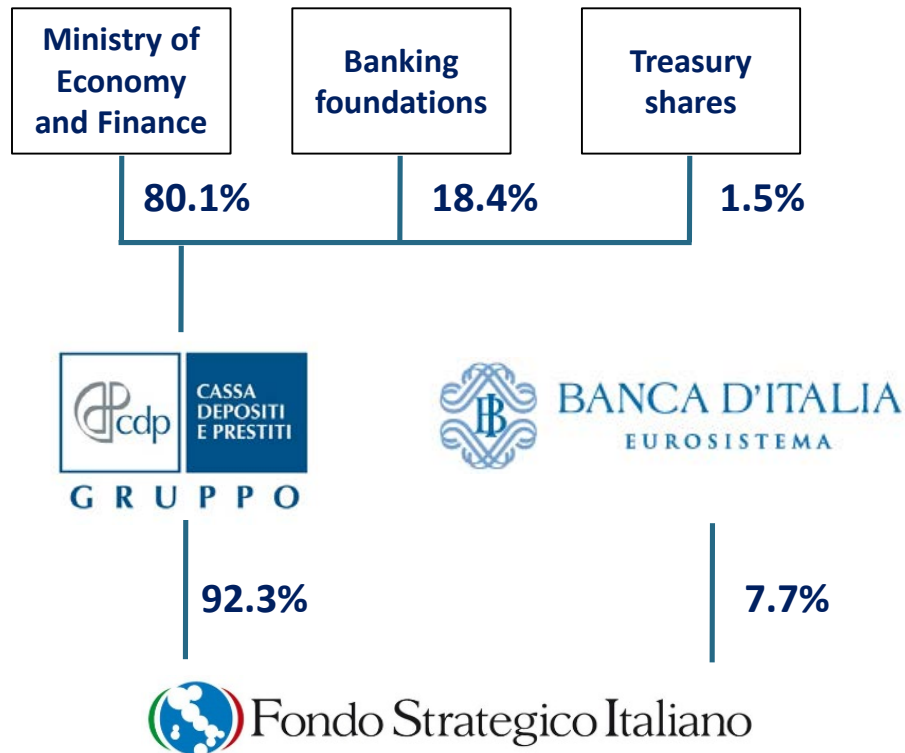 Ministry of
Economy
and Finance
Banking
foundations
Treasury
shares
80.1%
18.4%
1.5%
cdp
CASSA
DEPOSITI
E PRESTITI
GRUPPO
BANCA D'ITALIA
EUROSISTEMA
92.3%
7.7%
Fondo Strategico Italiano